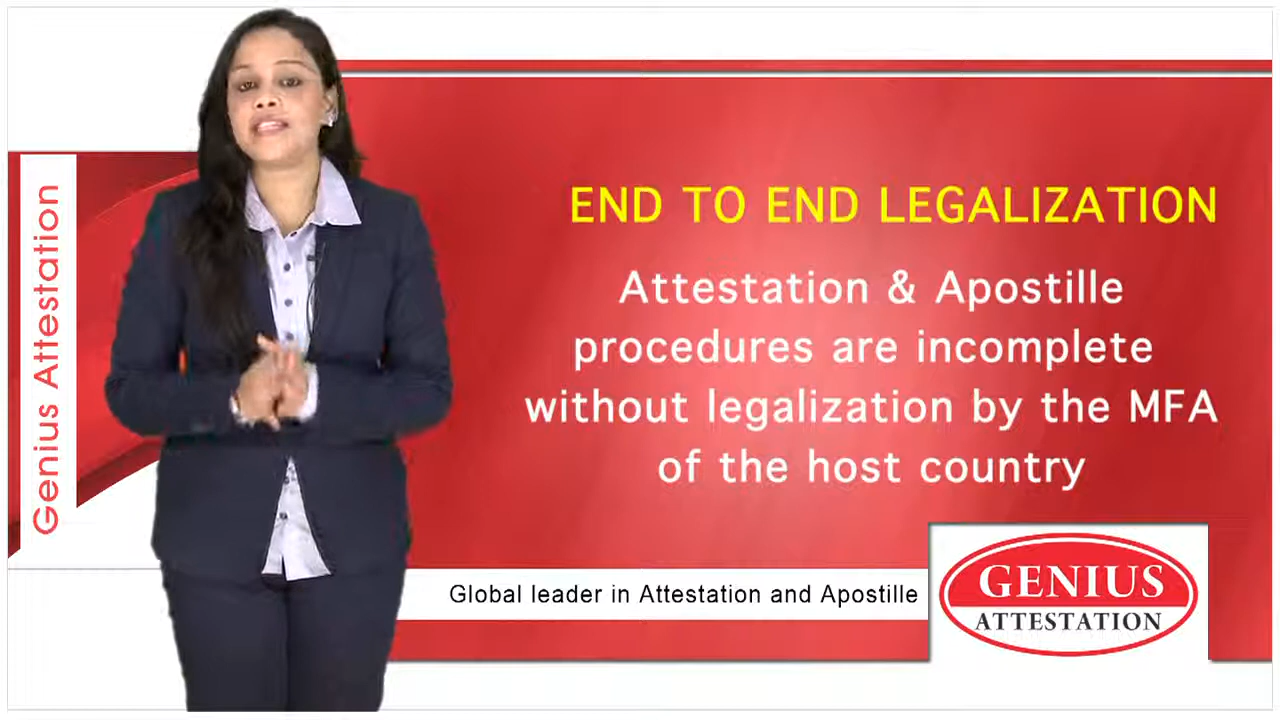 Genius Attestation
END TO END LEGALIZATION
Attestation & Apostille
procedures are incomplete
without legalization by the MFA
of the host country
Global leader in Attestation and Apostille
GENIUS
ATTESTATION